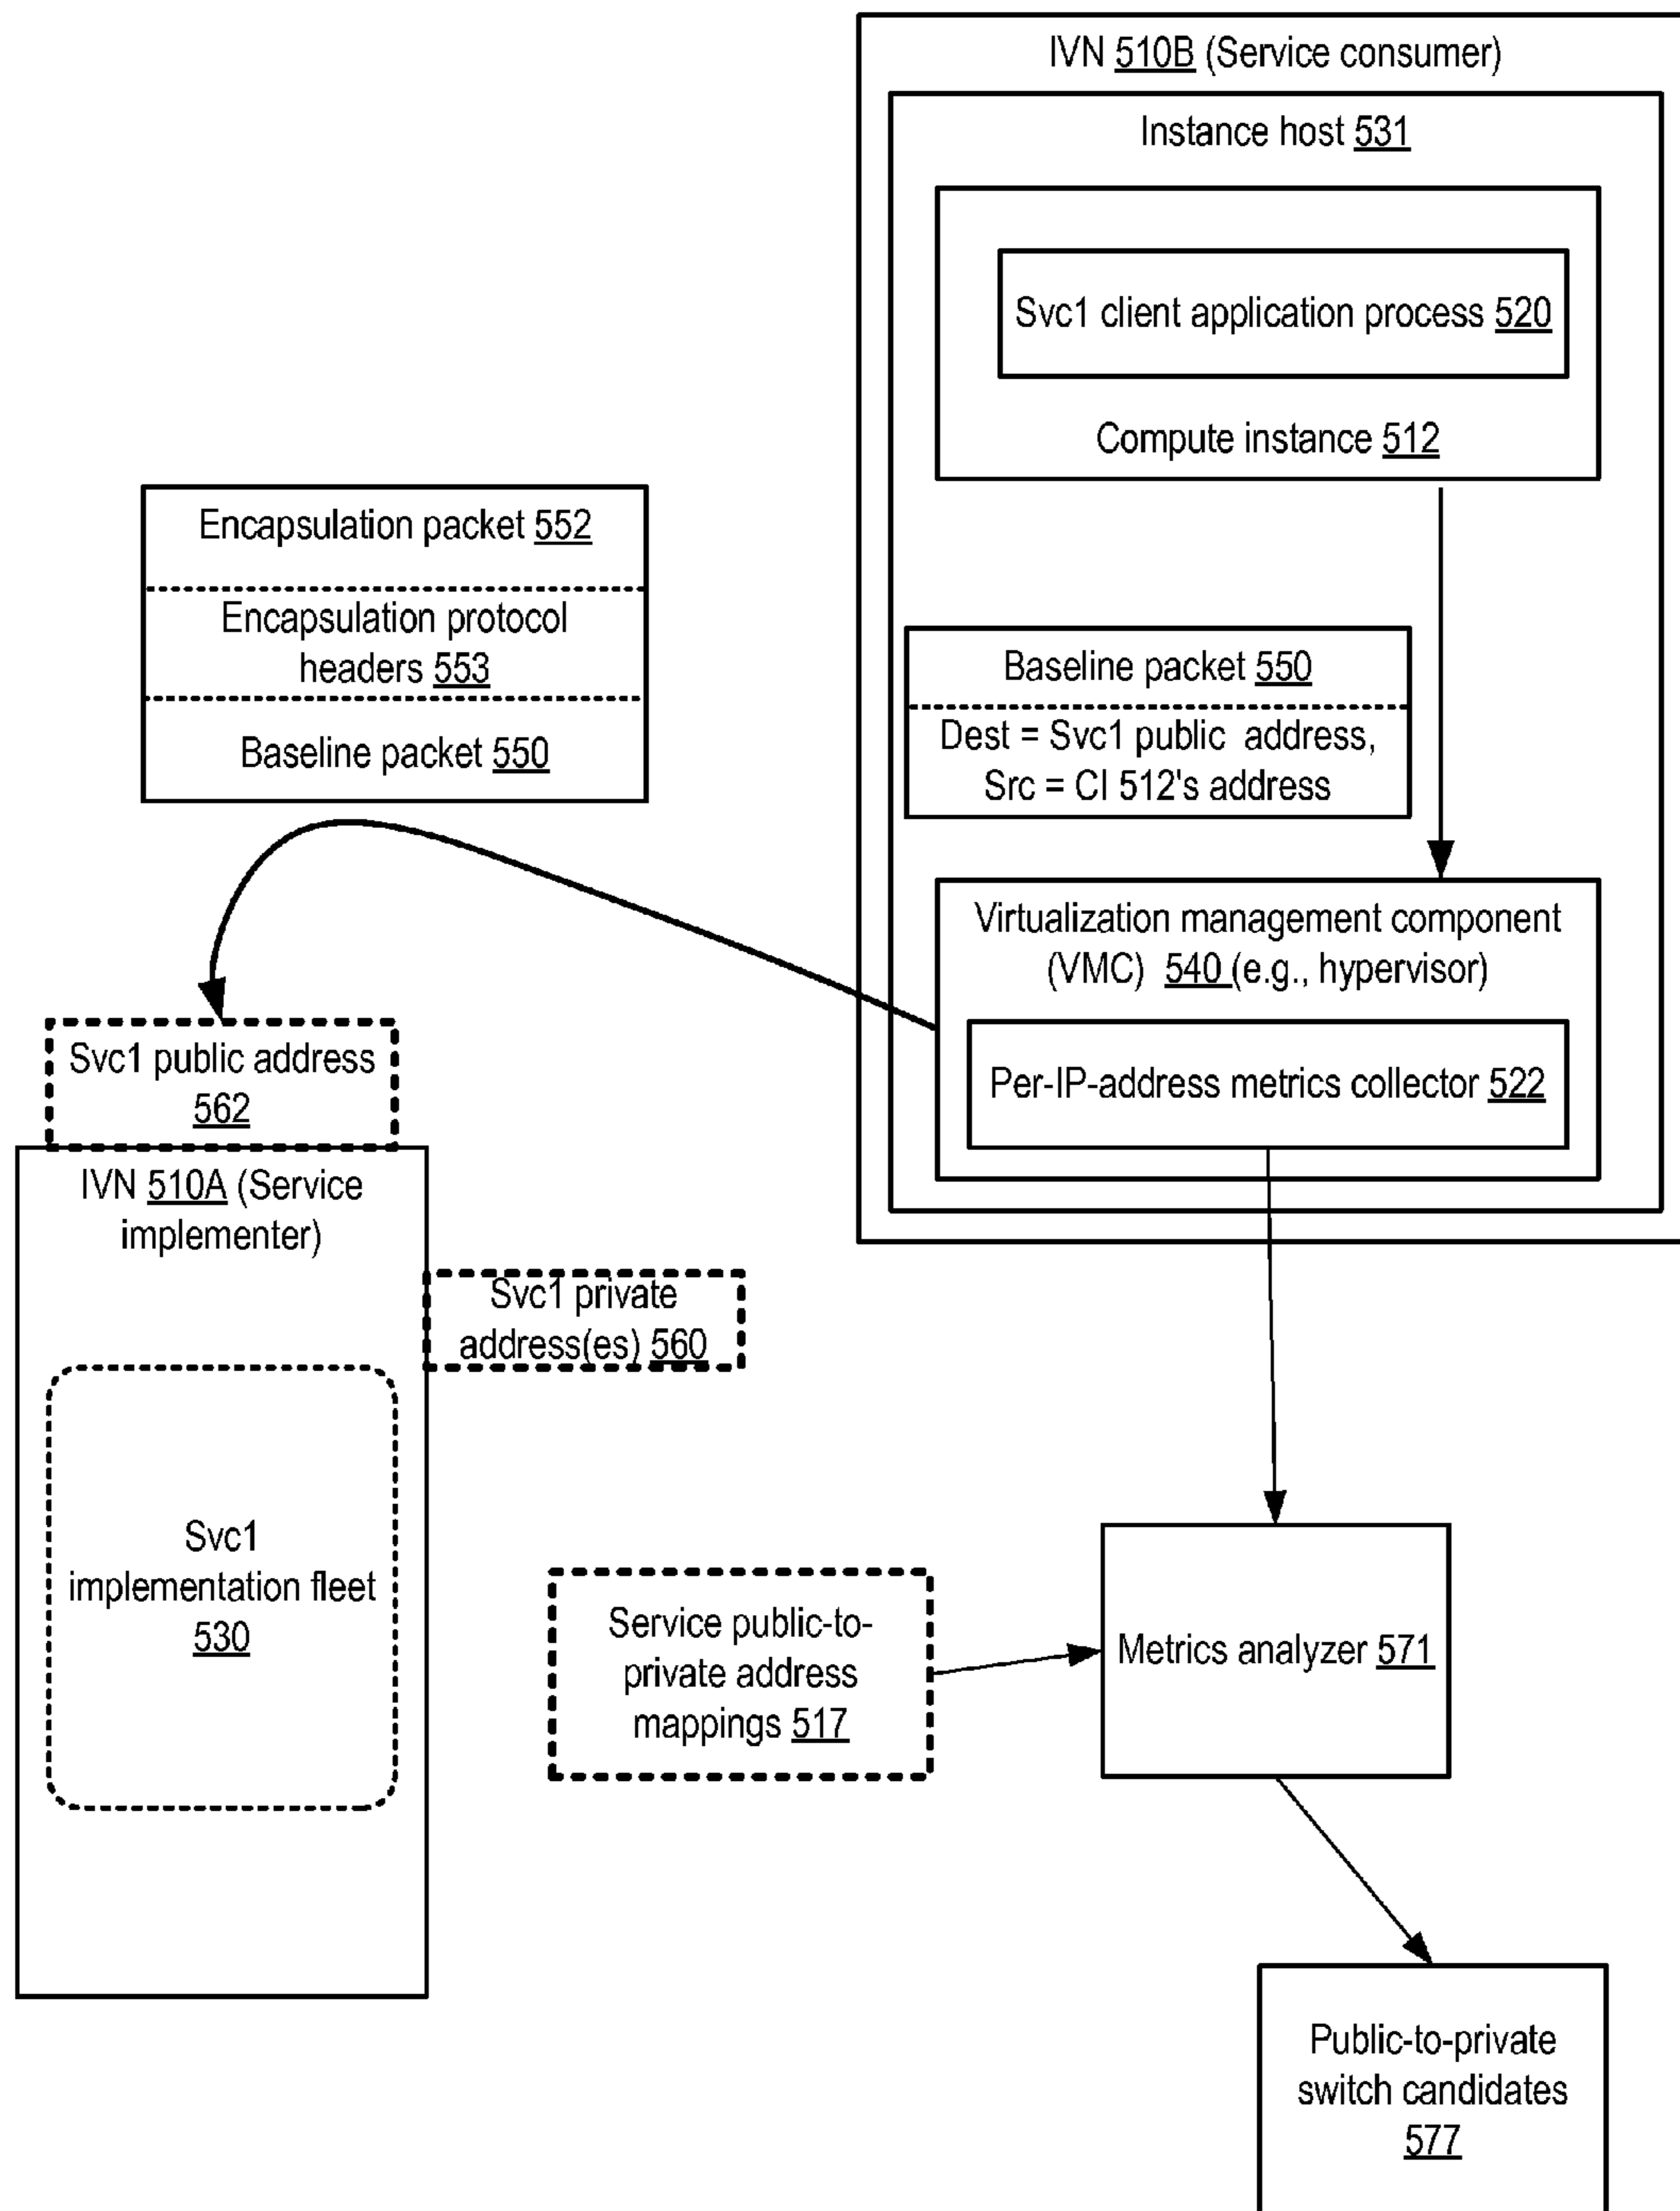 IVN 510B (Service consumer)
Instance host 531
Svc1 client application process 520
Compute instance 512
Encapsulation packet 552
Encapsulation protocol
headers 553
Baseline packet 550
Baseline packet 550
Dest = Svc1 public address,
Src = CI 512's address
Virtualization management component
(VMC) 540 (e.g., hypervisor)
Per-IP-address metrics collector 522
Svc1 public address
562
IVN 510A (Service
implementer)
Svc1 private
address(es) 560
Svc1
implementation fleet
530
Service public-to-
private address
mappings 517
Metrics analyzer 571
Public-to-private
switch candidates
577